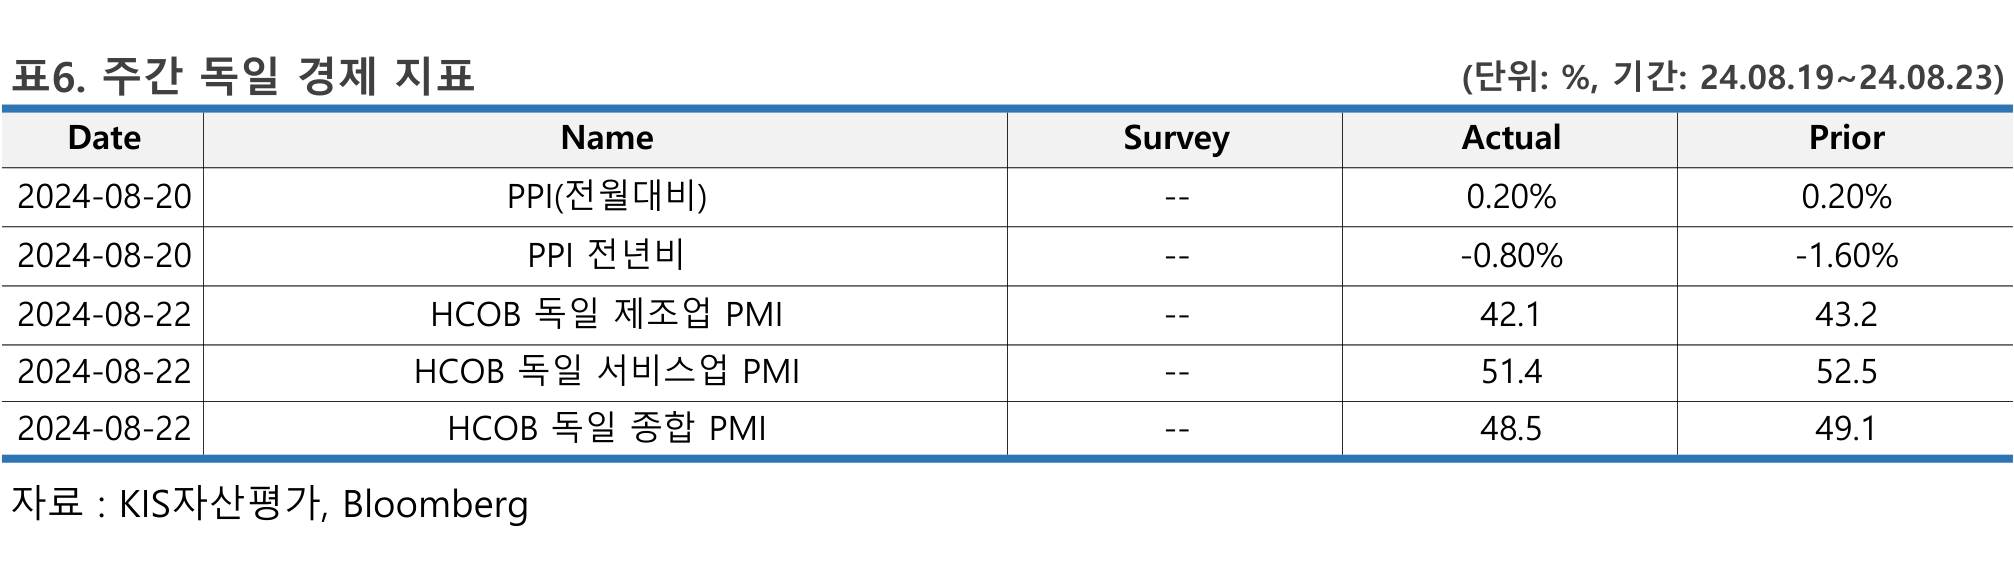 표6. 주간 독일 경제 지표 (단위: %, 기간: 24.08.19~24.08.23)
Date Name Survey Actual Prior
2024-08-20 PPI(전월대비) -- 0.20% 0.20%
2024-08-20 PPI 전년비 -- -0.80% -1.60%
2024-08-22 HCOB 독일 제조업 PMI -- 42.1 43.2
2024-08-22 HCOB 독일 서비스업 PMI -- 51.4 52.5
2024-08-22 HCOB 독일 종합 PMI -- 48.5 49.1
자료 : KIS자산평가, Bloomberg